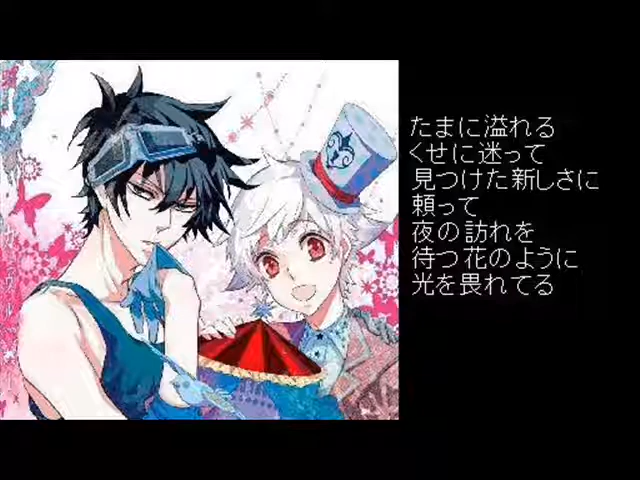 たまに溢れる
くせに迷って
見つけた新しさに
頼って
夜の訪れを
待つ花のように
光を畏れてる